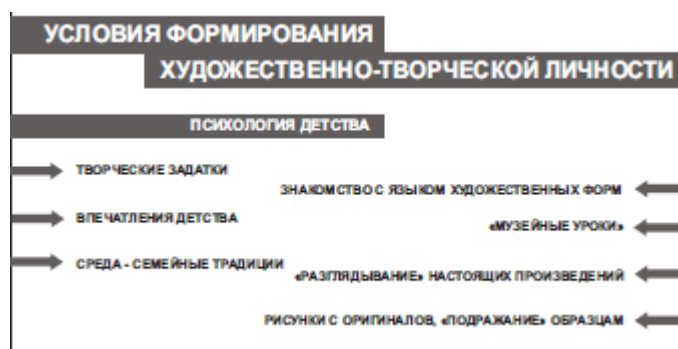 УСЛОВИЯ ФОРМИРОВАНИЯ
ХУДОЖЕСТВЕННО-ТВОРЧЕСКОЙ ЛИЧНОСТИ
ПСИХОЛОГИЯ ДЕТСТВА
ТВОРЧЕСКИЕ ЗАДАТКИ
ЗНАКОМСТВО С ЯЗЫКОМ ХУДОЖЕСТВЕННЫХ ФОРМ
ВПЕЧАТЛЕНИЯ ДЕТСТВА
«МУЗЕЙНЫЕ УРОКИ»
СРЕДА - СЕМЕЙНЫЕ ТРАДИЦИИ
«РАЗГЛЯДЫВАНИЕ» НАСТОЯЩИХ ПРОИЗВЕДЕНИЙ
РИСУНКИ С ОРИГИНАЛОВ, «ПОДРАЖАНИЕ» ОБРАЗЦАМ